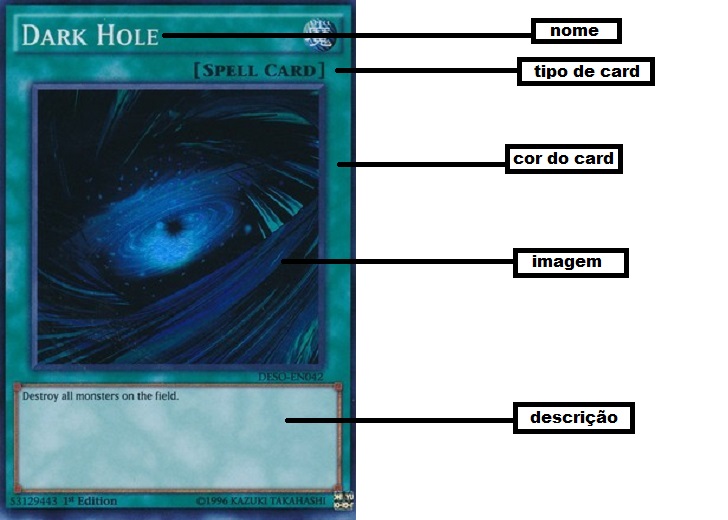 DARK HOLE
nome
[SPELL CARD]
tipo de card
cor do card
imagem
DESO-EN042
Destroy all monsters on the field.
descrição
53129443 1st Edition ©1996 KAZUKI TAKAHASHI